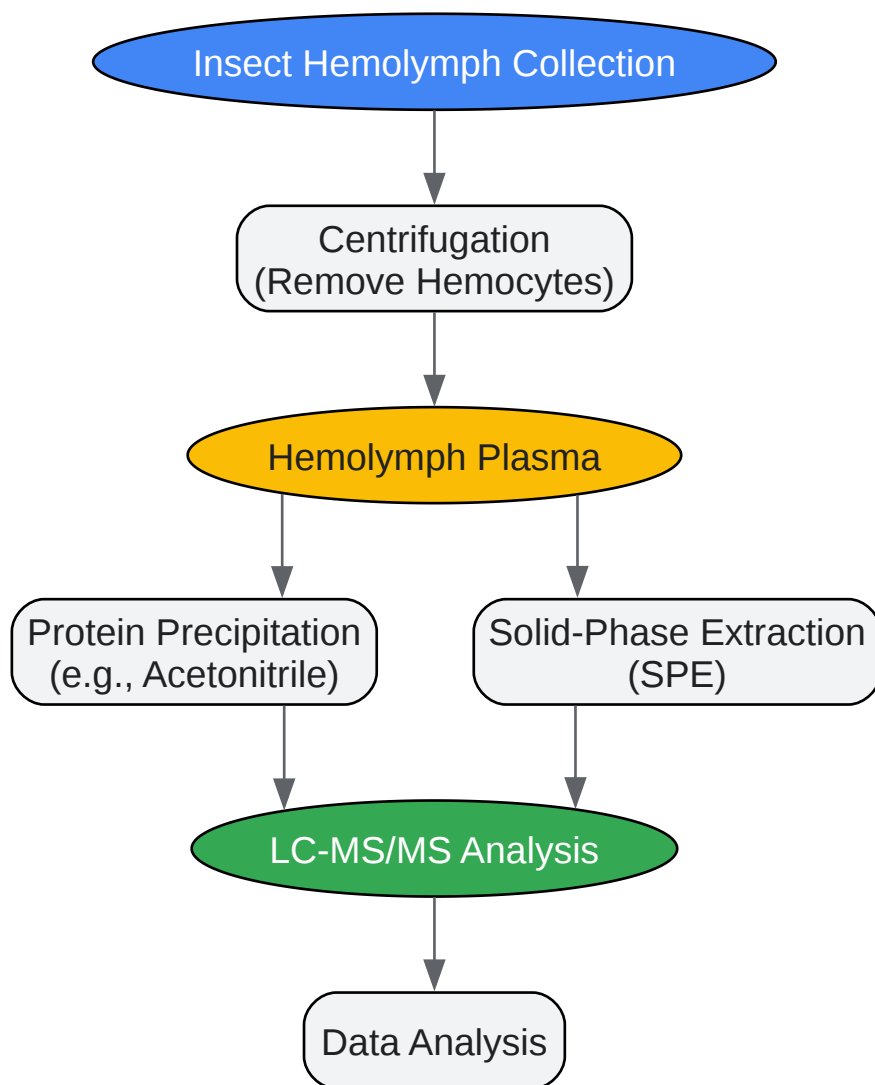 Insect Hemolymph Collection
Centrifugation
(Remove Hemocytes)
Hemolymph Plasma
Protein Precipitation
(e.g., Acetonitrile)
Solid-Phase Extraction
(SPE)
LC-MS/MS Analysis
Data Analysis